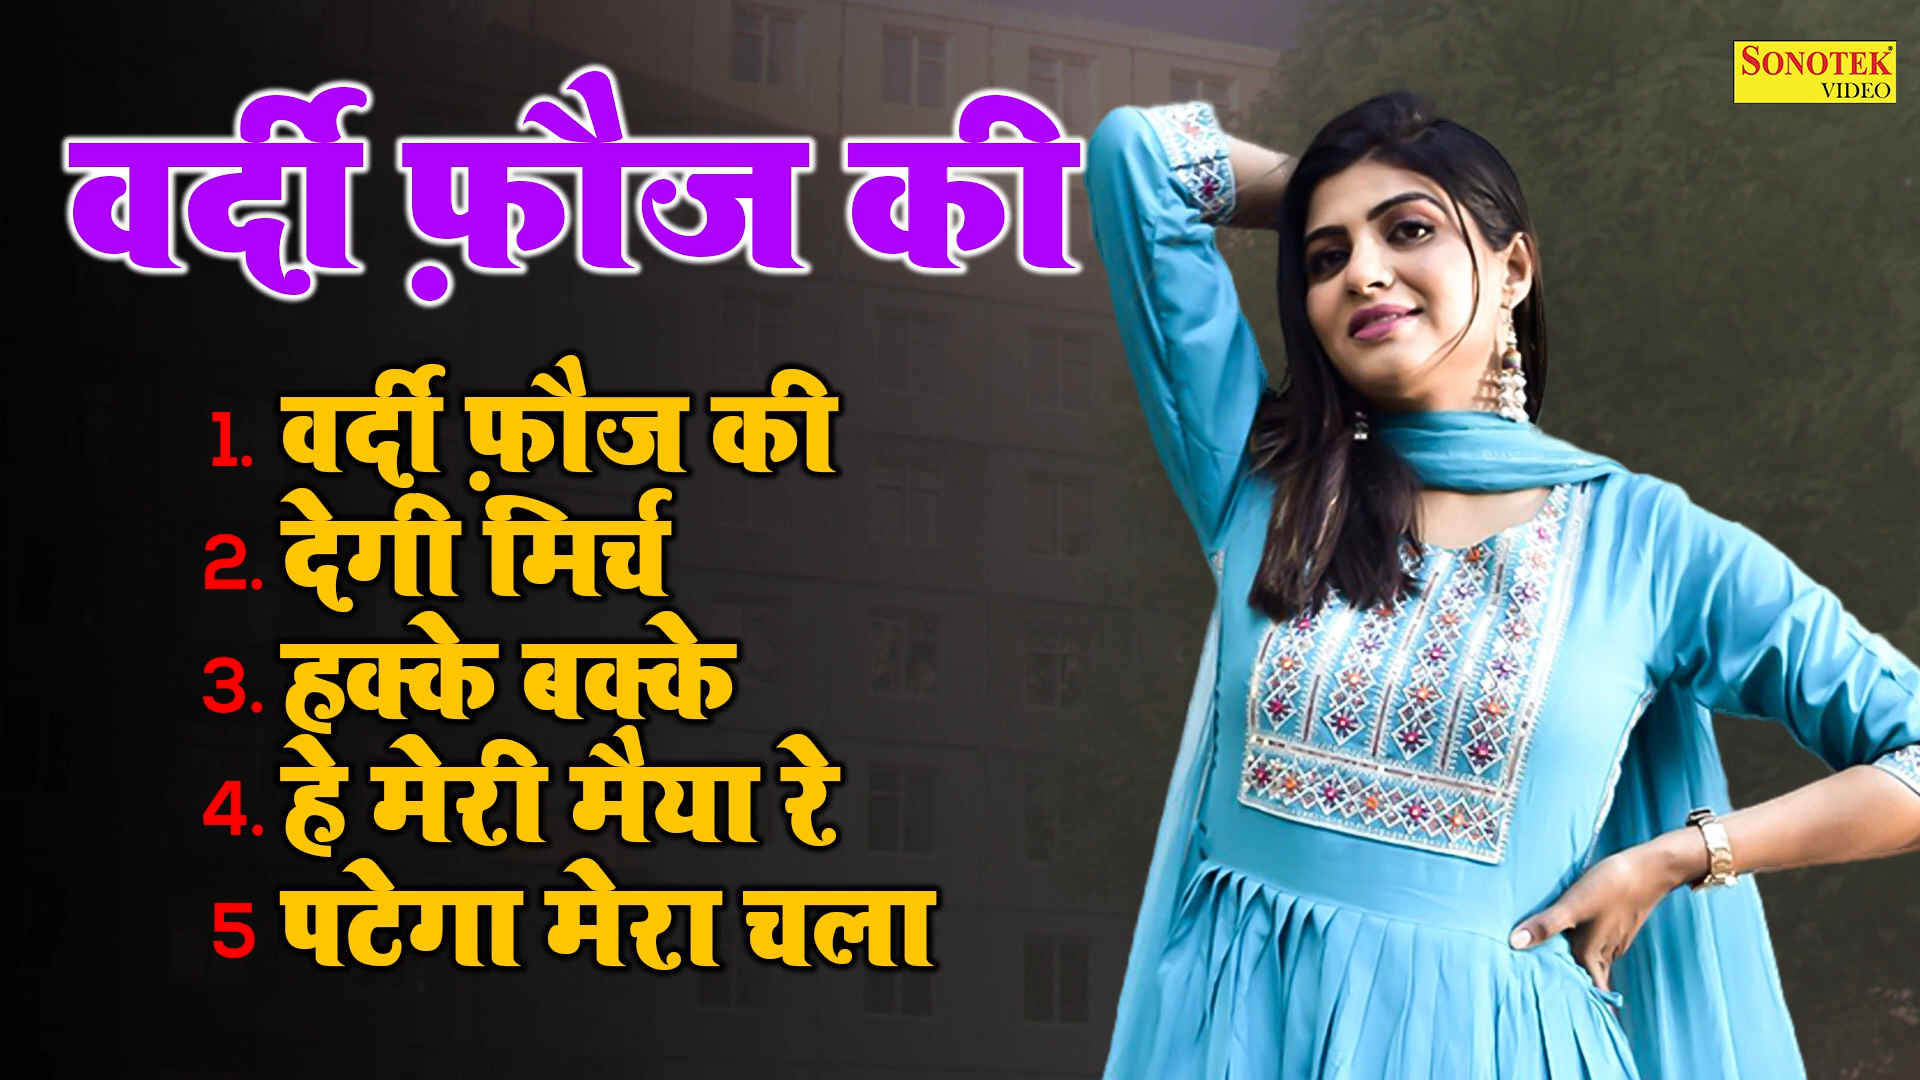 वर्दी फ़ौज की
SONOTEK
VIDEO
1. वर्दी फ़ौज की
2. देगी मिर्च
3. हक्के बक्के
4. हे मेरी मैया रे
5 पटेगा मेरा चला